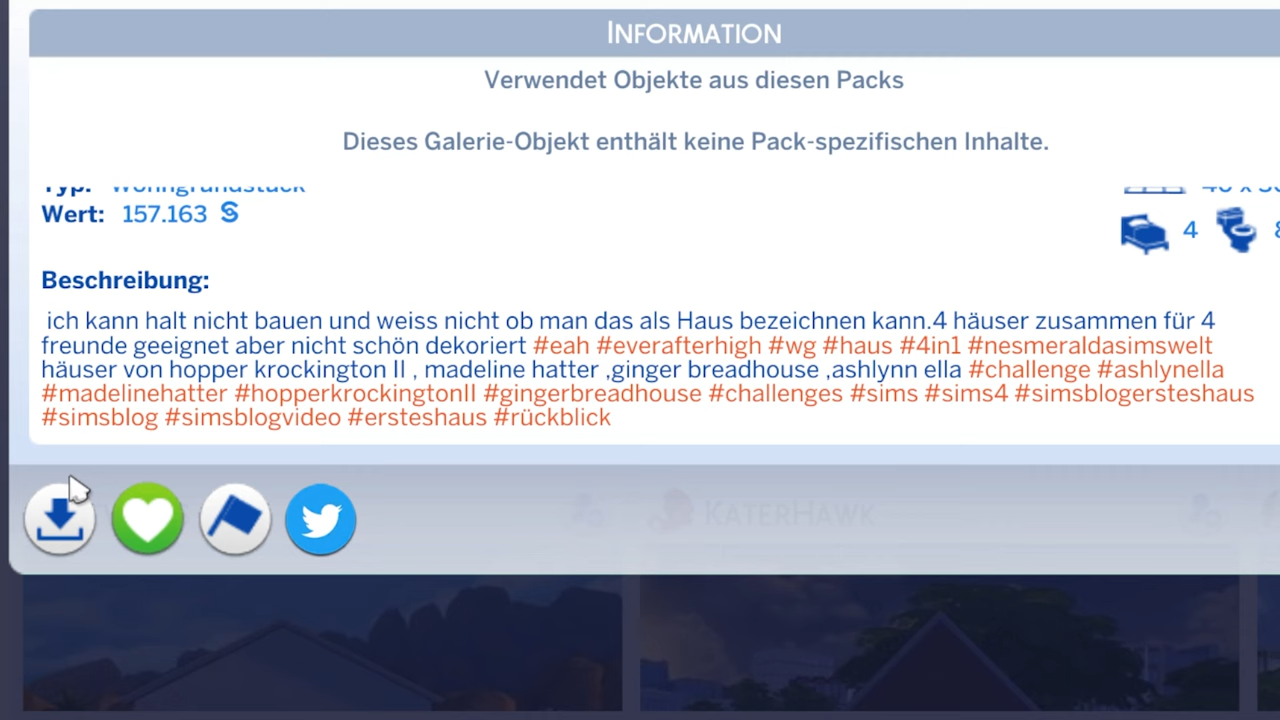 INFORMATION
Verwendet Objekte aus diesen Packs
Dieses Galerie-Objekt enthält keine Pack-spezifischen Inhalte.
Typ: Wohngrundstück
Wert: 157.163
4
Beschreibung:
ich kann halt nicht bauen und weiss nicht ob man das als Haus bezeichnen kann.4 häuser zusammen für 4
freunde geeignet aber nicht schön dekoriert #eah #everafterhigh #wg #haus #4in1 #nesmeraldasimswelt
häuser von hopper krockington II , madeline hatter ,ginger breadhouse ,ashlynn ella #challenge #ashlynella
#madelinehatter #hopperkrockingtonII #gingerbreadhouse #challenges #sims #sims4 #simsblogersteshaus
#simsblog #simsblogvideo #ersteshaus #rückblick
KATERHAWK